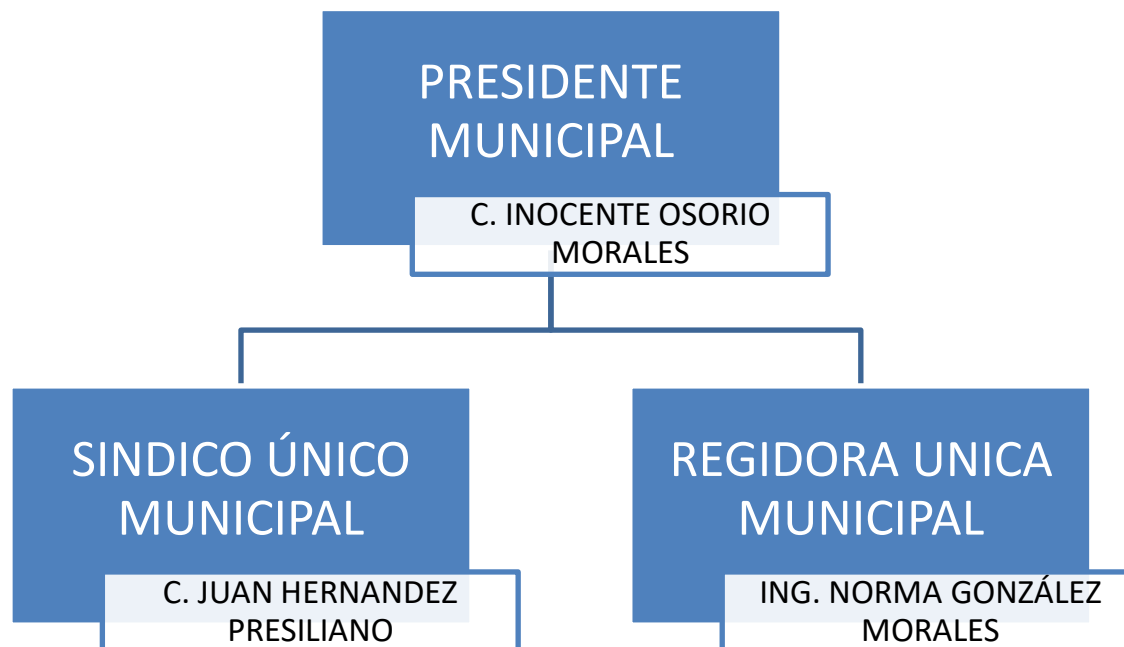 PRESIDENTE
MUNICIPAL
C. INOCENTE OSORIO
MORALES
SINDICO ÚNICO
MUNICIPAL
C. JUAN HERNANDEZ
PRESILIANO
REGIDORA UNICA
MUNICIPAL
ING. NORMA GONZÁLEZ
MORALES